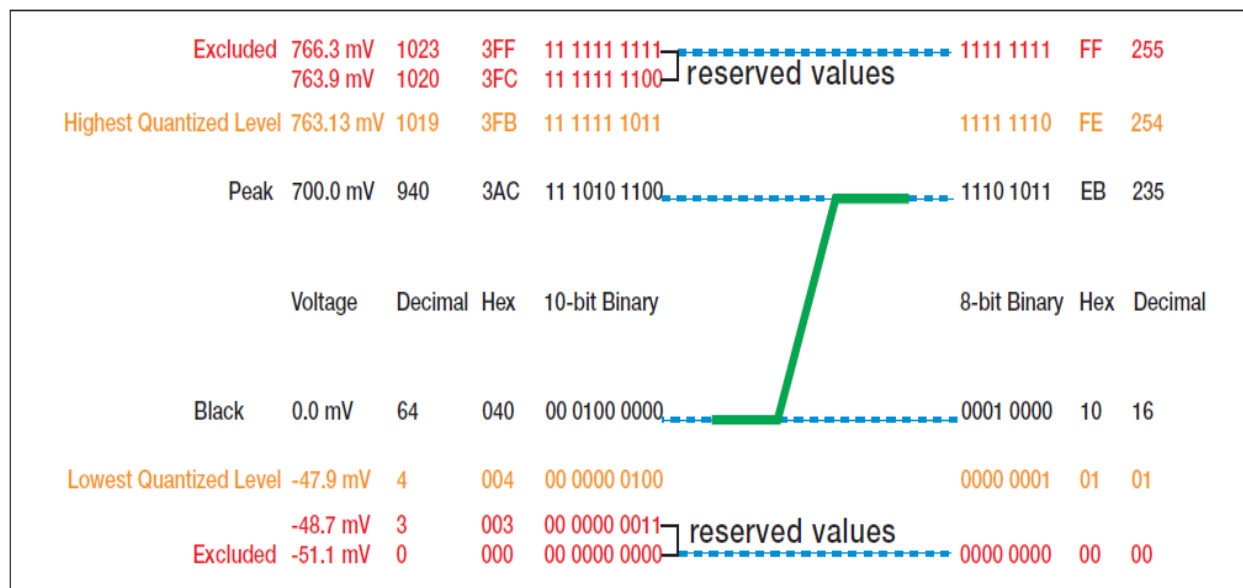 Excluded 766.3 mV 1023 3FF 11 1111 1111 1111 1111 FF 255
reserved values
763.9 mV 1020 3FC 11 1111 1100
Highest Quantized Level 763.13 mV 1019 3FB 11 1111 1011 1111 1110 FE 254
Peak 700.0 mV 940 3AC 11 1010 1100 1110 1011 EB 235
Voltage Decimal Hex 10-bit Binary 8-bit Binary Hex Decimal
Black 0.0 mV 64 040 00 0100 0000 0001 0000 10 16
Lowest Quantized Level -47.9 mV 4 004 00 0000 0100 0000 0001 01 01
-48.7 mV 3 003 00 0000 0011
reserved values
Excluded -51.1 mV 0 000 00 0000 0000 0000 0000 00 00